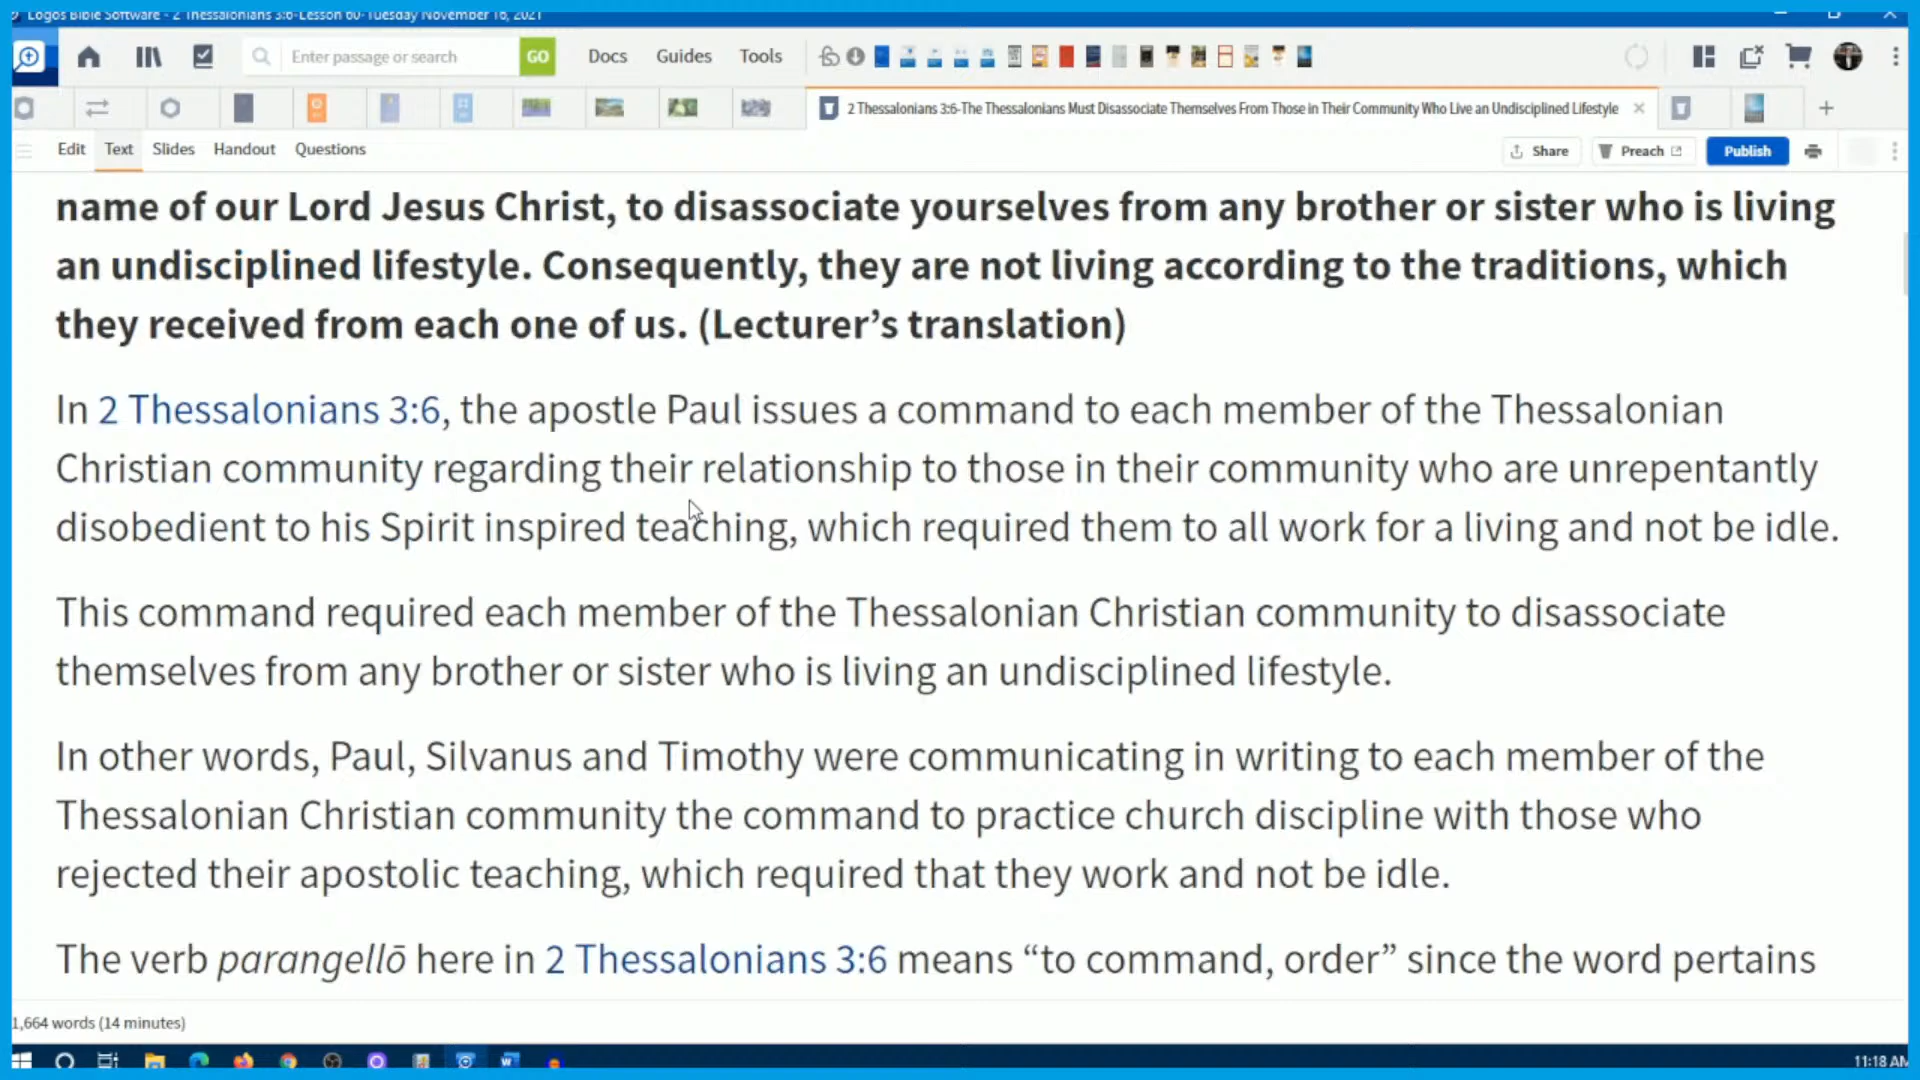 Logos Bible Software - 2 Thessalonians 3:6-Lesson 60-Tuesday November 16, 2021
Enter passage or search
GO
Docs
Guides
Tools
2 Thessalonians 3:6-The Thessalonians Must Disassociate Themselves From Those in Their Community Who Live an Undisciplined Lifestyle
Edit
Text
Slides
Handout
Questions
Share
Preach
Publish
name of our Lord Jesus Christ, to disassociate yourselves from any brother or sister who is living
an undisciplined lifestyle. Consequently, they are not living according to the traditions, which
they received from each one of us. (Lecturer’s translation)
In 2 Thessalonians 3:6, the apostle Paul issues a command to each member of the Thessalonian
Christian community regarding their relationship to those in their community who are unrepentantly
disobedient to his Spirit inspired teaching, which required them to all work for a living and not be idle.
This command required each member of the Thessalonian Christian community to disassociate
themselves from any brother or sister who is living an undisciplined lifestyle.
In other words, Paul, Silvanus and Timothy were communicating in writing to each member of the
Thessalonian Christian community the command to practice church discipline with those who
rejected their apostolic teaching, which required that they work and not be idle.
The verb parangellō here in 2 Thessalonians 3:6 means “to command, order” since the word pertains
1,664 words (14 minutes)
11:18 AM